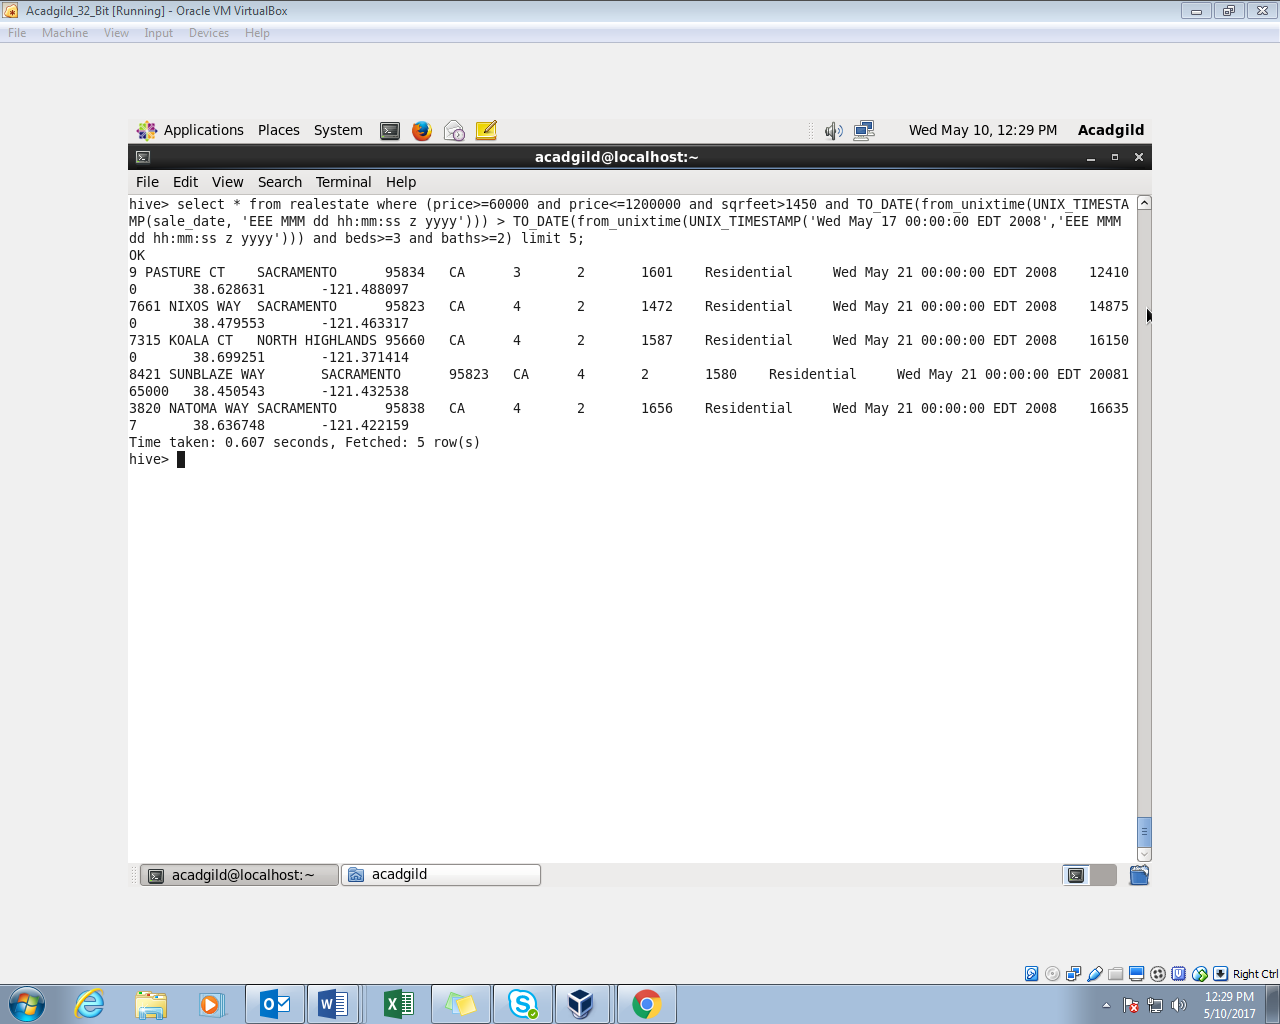 Acadgild_32_Bit [Running] - Oracle VM VirtualBox
File Machine View Input Devices Help
Applications Places System Wed May 10, 12:29 PM Acadgild
acadgild@localhost:~
File Edit View Search Terminal Help
hive> select * from realestate where (price>=60000 and price<=1200000 and sqrfeet>1450 and TO_DATE(from_unixtime(UNIX_TIMESTA
MP(sale_date, 'EEE MMM dd hh:mm:ss z yyyy'))) > TO_DATE(from_unixtime(UNIX_TIMESTAMP('Wed May 17 00:00:00 EDT 2008','EEE MMM
dd hh:mm:ss z yyyy'))) and beds>=3 and baths>=2) limit 5;
OK
9 PASTURE CT SACRAMENTO 95834 CA 3 2 1601 Residential Wed May 21 00:00:00 EDT 2008 12410
0 38.628631 -121.488097
7661 NIXOS WAY SACRAMENTO 95823 CA 4 2 1472 Residential Wed May 21 00:00:00 EDT 2008 14875
0 38.479553 -121.463317
7315 KOALA CT NORTH HIGHLANDS 95660 CA 4 2 1587 Residential Wed May 21 00:00:00 EDT 2008 16150
0 38.699251 -121.371414
8421 SUNBLAZE WAY SACRAMENTO 95823 CA 4 2 1580 Residential Wed May 21 00:00:00 EDT 20081
65000 38.450543 -121.432538
3820 NATOMA WAY SACRAMENTO 95838 CA 4 2 1656 Residential Wed May 21 00:00:00 EDT 2008 16635
7 38.636748 -121.422159
Time taken: 0.607 seconds, Fetched: 5 row(s)
hive>
acadgild@localhost:~ acadgild
Right Ctrl
12:29 PM
5/10/2017